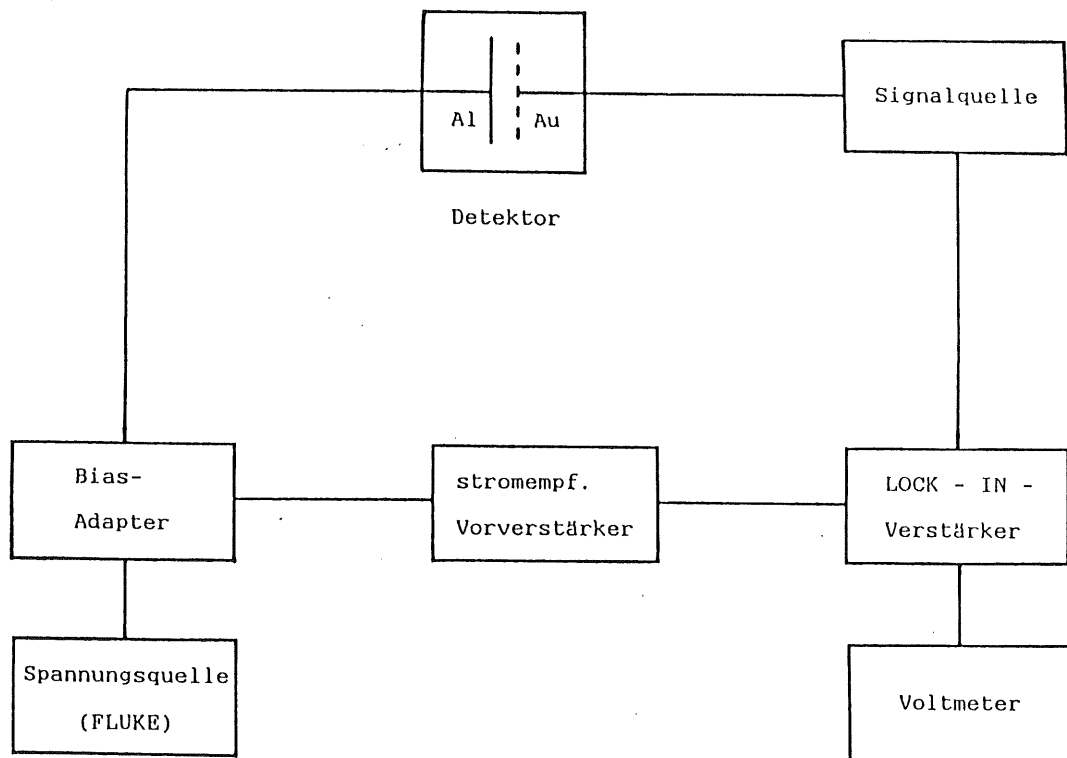 Al
Au
Signalquelle
Detektor
Bias-
Adapter
stromempf.
Vorverstärker
LOCK - IN -
Verstärker
Spannungsquelle
(FLUKE)
Voltmeter